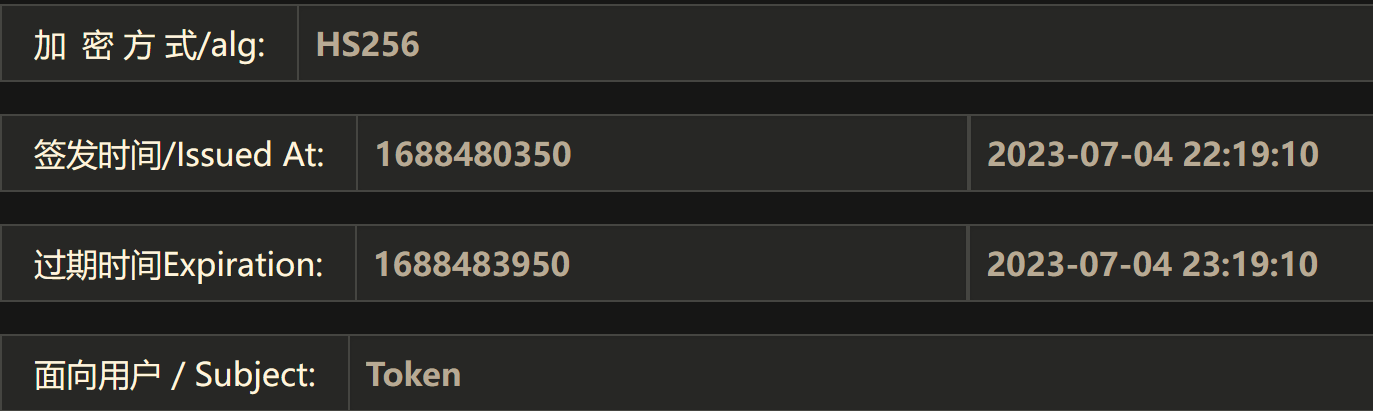 加 密 方 式/alg: HS256
签发时间/Issued At: 1688480350 2023-07-04 22:19:10
过期时间Expiration: 1688483950 2023-07-04 23:19:10
面向用户 / Subject: Token